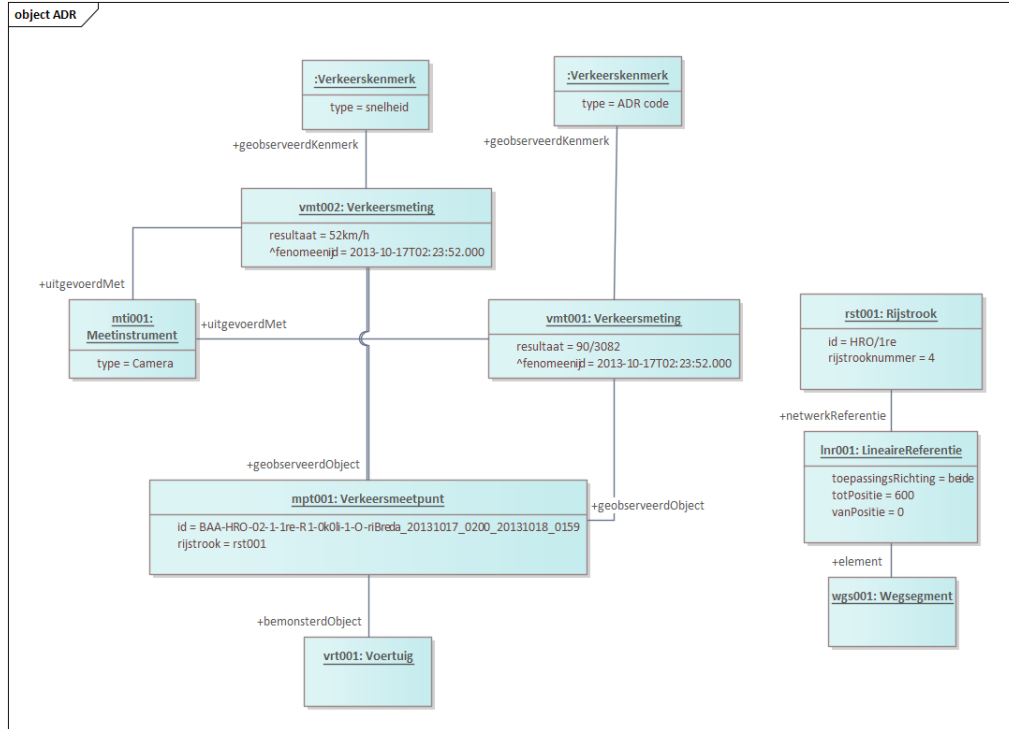 object ADR
:Verkeerskenmerk
type = snelheid
:Verkeerskenmerk
type = ADR code
+geobserveerdKenmerk
+geobserveerdKenmerk
vmt002: Verkeersmeting
resultaat = 52km/h
^fenomeenijd = 2013-10-17T02:23:52.000
+uitgevoerdMet
mti001:
Meetinstrument
type = Camera
+uitgevoerdMet
vmt001: Verkeersmeting
resultaat = 90/3082
^fenomeenijd = 2013-10-17T02:23:52.000
rst001: Rijstrook
id = HRO/1re
rijstrooknummer = 4
+netwerkReferentie
lnr001: LineaireReferentie
toepassingsRichting = beide
totPositie = 600
vanPositie = 0
+geobserveerdObject
mpt001: Verkeersmeetpunt
id = BAA-HRO-02-1-1re-R1-0k0li-1-O-riBreda_20131017_0200_20131018_0159
rijstrook = rst001
+geobserveerdObject
+element
wgs001: Wegsegment
+bemonsterdObject
vrt001: Voertuig